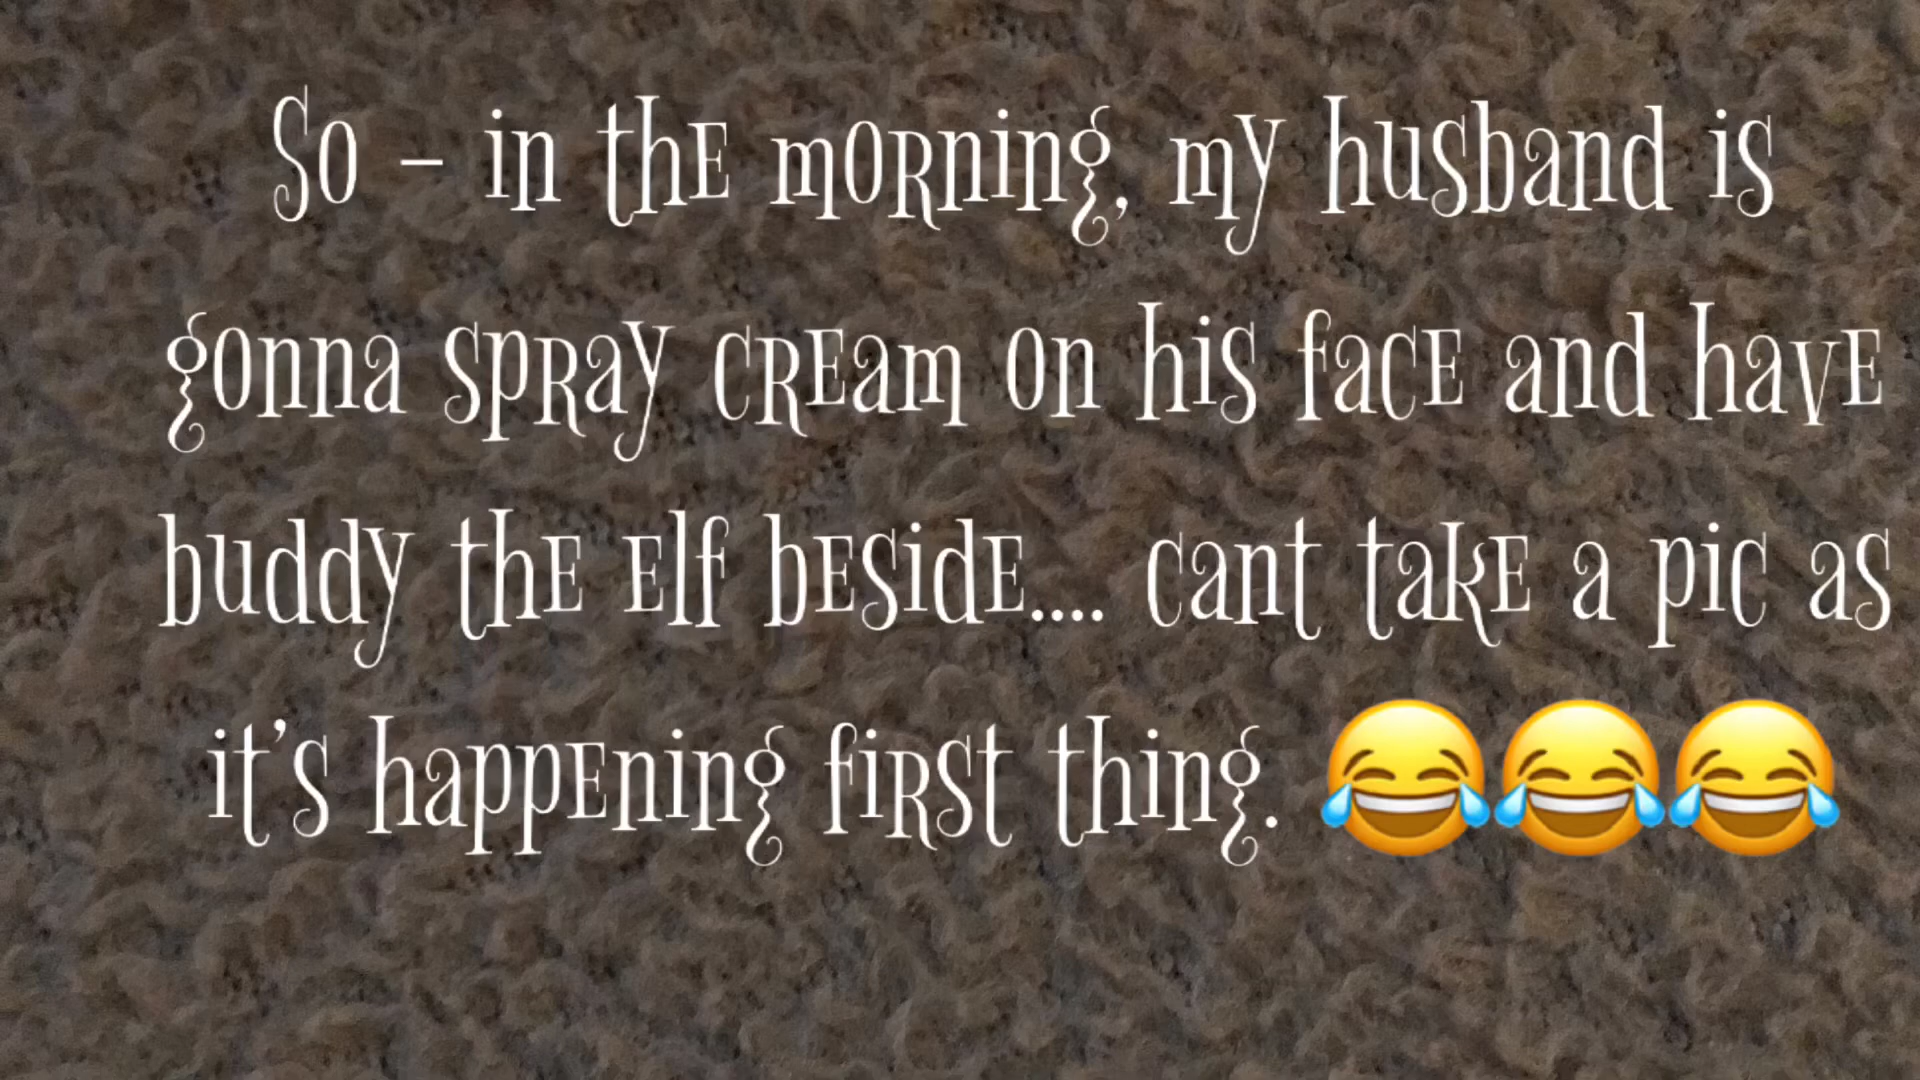 So - in the morning, my husband is
gonna spray cream on his face and have
buddy the elf beside.... cant take a pic as
it's happening first thing. 😂😂😂